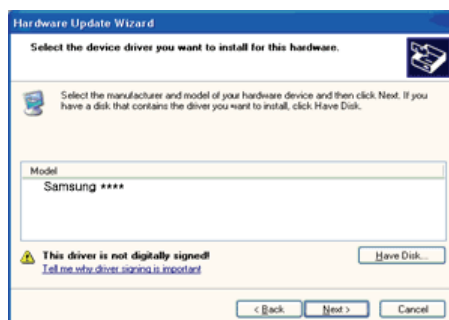 Hardware Update Wizard
Select the device driver you want to install for this hardware.
Select the manufacturer and model of your hardware device and then click Next. If you
have a disk that contains the driver you want to install, click Have Disk.
Model
Samsung ****
This driver is not digitally signed!
Tell me why driver signing is important
Have Disk...
< Back
Next >
Cancel